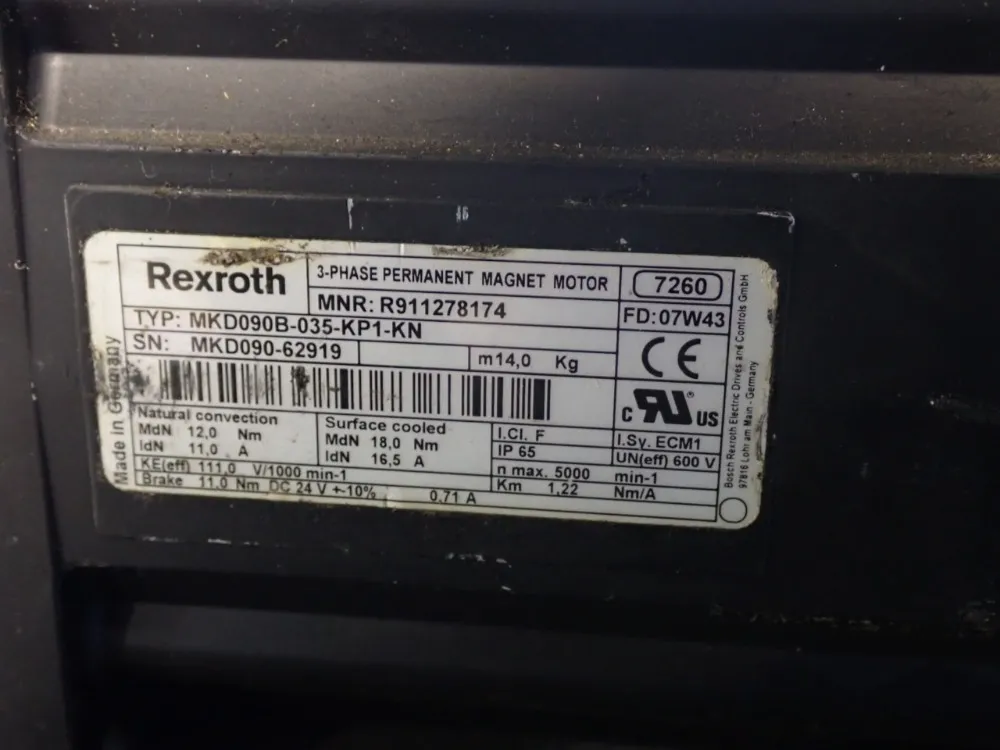 Rexroth
3-PHASE PERMANENT MAGNET MOTOR
7260
MNR: R911278174
FD:07W43
TYP: MKD090B-035-KP1-KN
SN: MKD090-62919
m14,0 Kg
CE
c RU® US
Natural convection
MdN 12,0 Nm
IdN 11,0 A
Surface cooled
MdN 18,0 Nm
IdN 16,5 A
I.Cl. F
IP 65
I.Sy. ECM1
UN(eff) 600 V
KE(eff) 111,0 V/1000 min-1
n max. 5000 min-1
Brake 11.0 Nm DC 24 V +-10% 0,71 A
Km 1,22 Nm/A
Made in Germany
Bosch Rexroth Electric Drives and Controls GmbH
97816 Lohr am Main - Germany